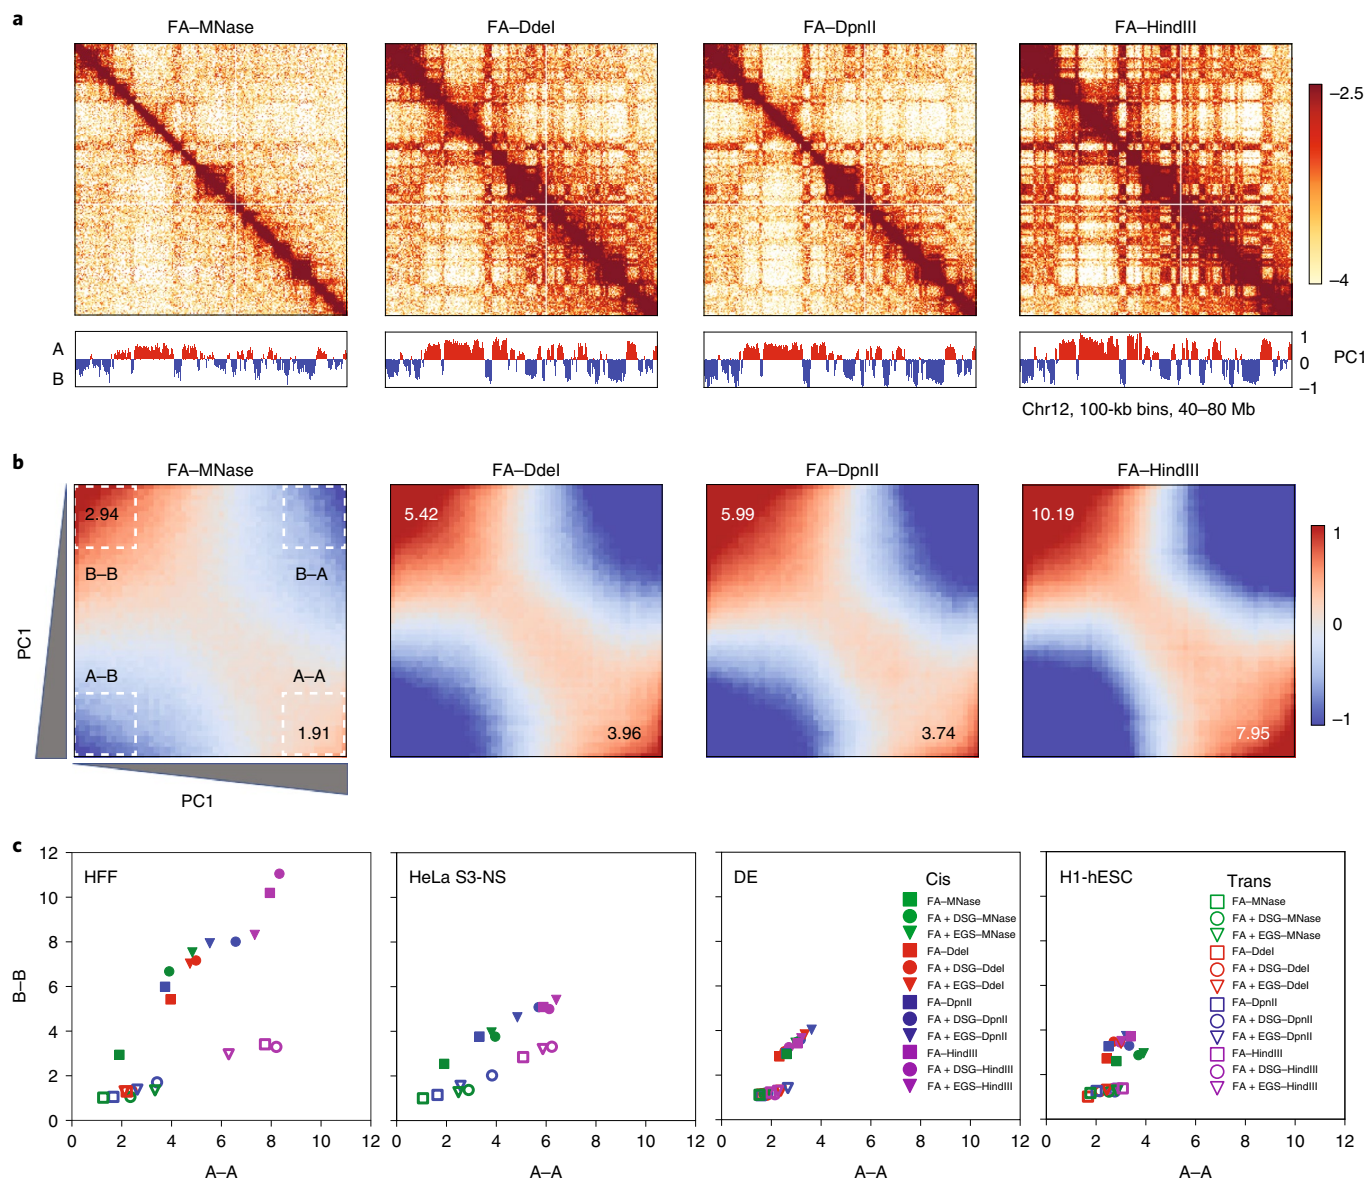 a
FA–MNase
FA–DdeI
FA–DpnII
FA–HindIII
–2.5
–4
A
B
1
0
–1
PC1
Chr12, 100-kb bins, 40–80 Mb
b
FA–MNase
FA–DdeI
FA–DpnII
FA–HindIII
2.94
B–B
B–A
A–B
A–A
1.91
5.42
3.96
5.99
3.74
10.19
7.95
1
0
–1
PC1
PC1
c
12
10
8
6
4
2
0
B–B
HFF
0 2 4 6 8 10 12
A–A
HeLa S3-NS
0 2 4 6 8 10 12
A–A
DE
Cis
FA–MNase
FA + DSG–MNase
FA + EGS–MNase
FA–DdeI
FA + DSG–DdeI
FA + EGS–DdeI
FA–DpnII
FA + DSG–DpnII
FA + EGS–DpnII
FA–HindIII
FA + DSG–HindIII
FA + EGS–HindIII
0 2 4 6 8 10 12
A–A
H1-hESC
Trans
FA–MNase
FA + DSG–MNase
FA + EGS–MNase
FA–DdeI
FA + DSG–DdeI
FA + EGS–DdeI
FA–DpnII
FA + DSG–DpnII
FA + EGS–DpnII
FA–HindIII
FA + DSG–HindIII
FA + EGS–HindIII
0 2 4 6 8 10 12
A–A